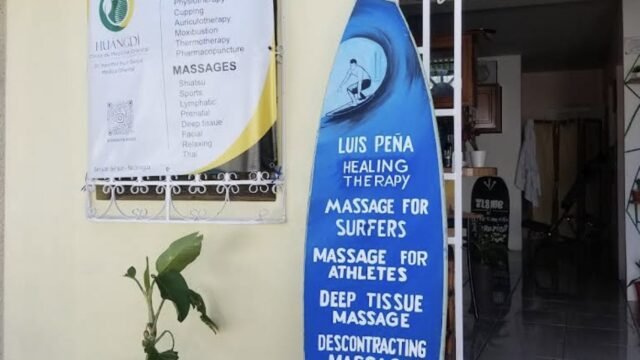 Physiotherapy
Cupping
Auriculotherapy
Moxibustion
Thermotherapy
Pharmacopuncture
HUANGDI
MASSAGES
Shiatsu
Sports
Lymphatic
Prenatal
Deep tissue
Facial
Relaxing
Thai
LUIS PEÑA
HEALING
THERAPY
MASSAGE FOR
SURFERS
MASSAGE FOR
ATHLETES
DEEP TISSUE
MASSAGE
DESCONTRACTING
MASSAGE